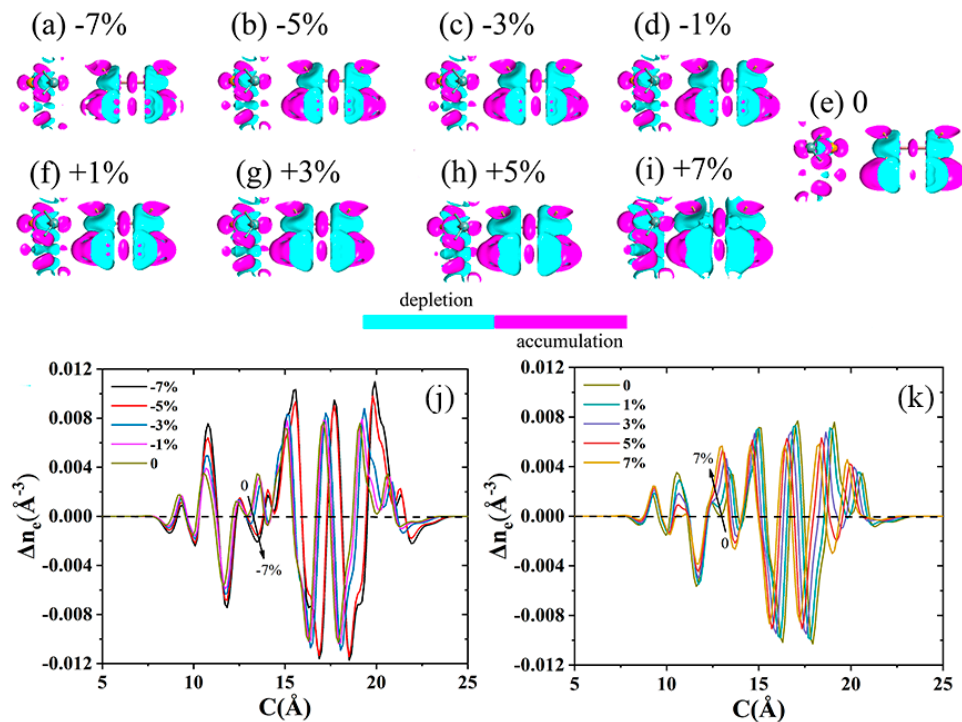 (a) -7%
(b) -5%
(c) -3%
(d) -1%
(e) 0
(f) +1%
(g) +3%
(h) +5%
(i) +7%
depletion
accumulation
0.012
0.008
0.004
0.000
-0.004
-0.008
-0.012
Δnₑ(Å⁻³)
-7%
-5%
-3%
-1%
0
(j)
0
-7%
5 10 15 20 25
C(Å)
0.012
0.008
0.004
0.000
-0.004
-0.008
-0.012
Δnₑ(Å⁻³)
0
1%
3%
5%
7%
(k)
7%
0
5 10 15 20 25
C(Å)